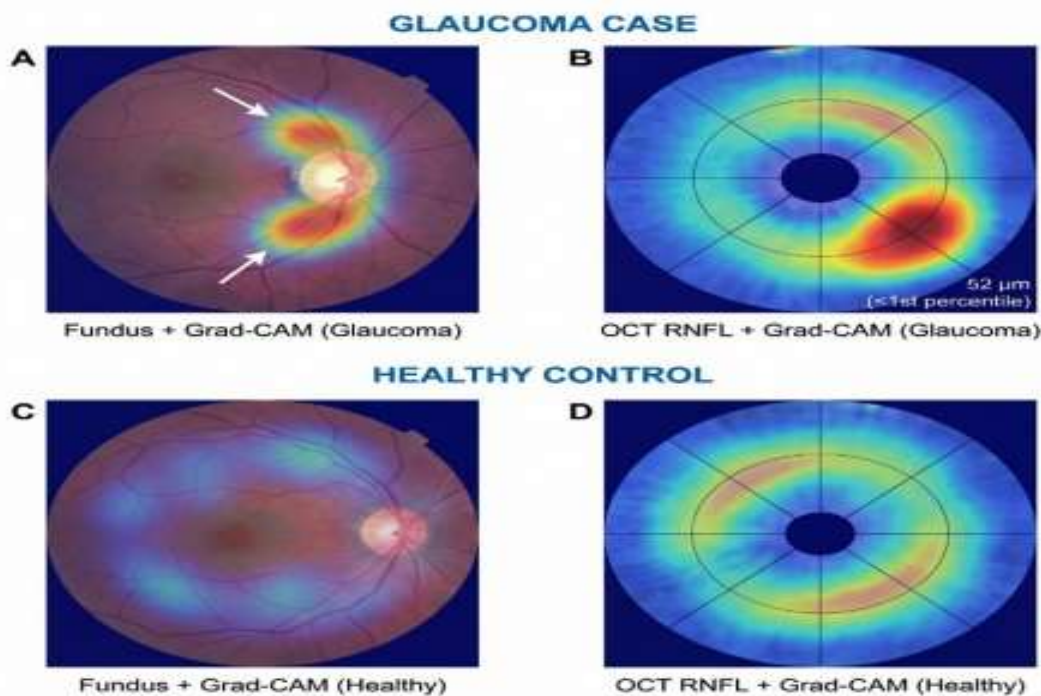 GLAUCOMA CASE
A
B
52 µm
(≤1st percentile)
Fundus + Grad-CAM (Glaucoma)
OCT RNFL + Grad-CAM (Glaucoma)
HEALTHY CONTROL
C
D
Fundus + Grad-CAM (Healthy)
OCT RNFL + Grad-CAM (Healthy)